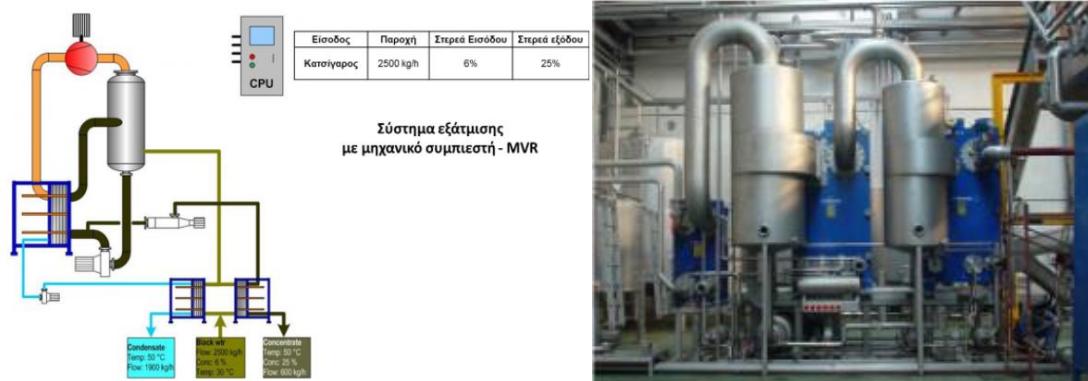 CPU
Είσοδος Παροχή Στερεά Εισόδου Στερεά εξόδου
Κατσίγαρος 2500 kg/h 6% 25%
Σύστημα εξάτμισης
με μηχανικό συμπιεστή - MVR
Condensate
Temp: 50 °C
Flow: 1900 kg/h
Black wtr
Flow: 2500 kg/h
Conc: 6 %
Temp: 30 °C
Concentrate
Temp: 50 °C
Conc: 25 %
Flow: 600 kg/h